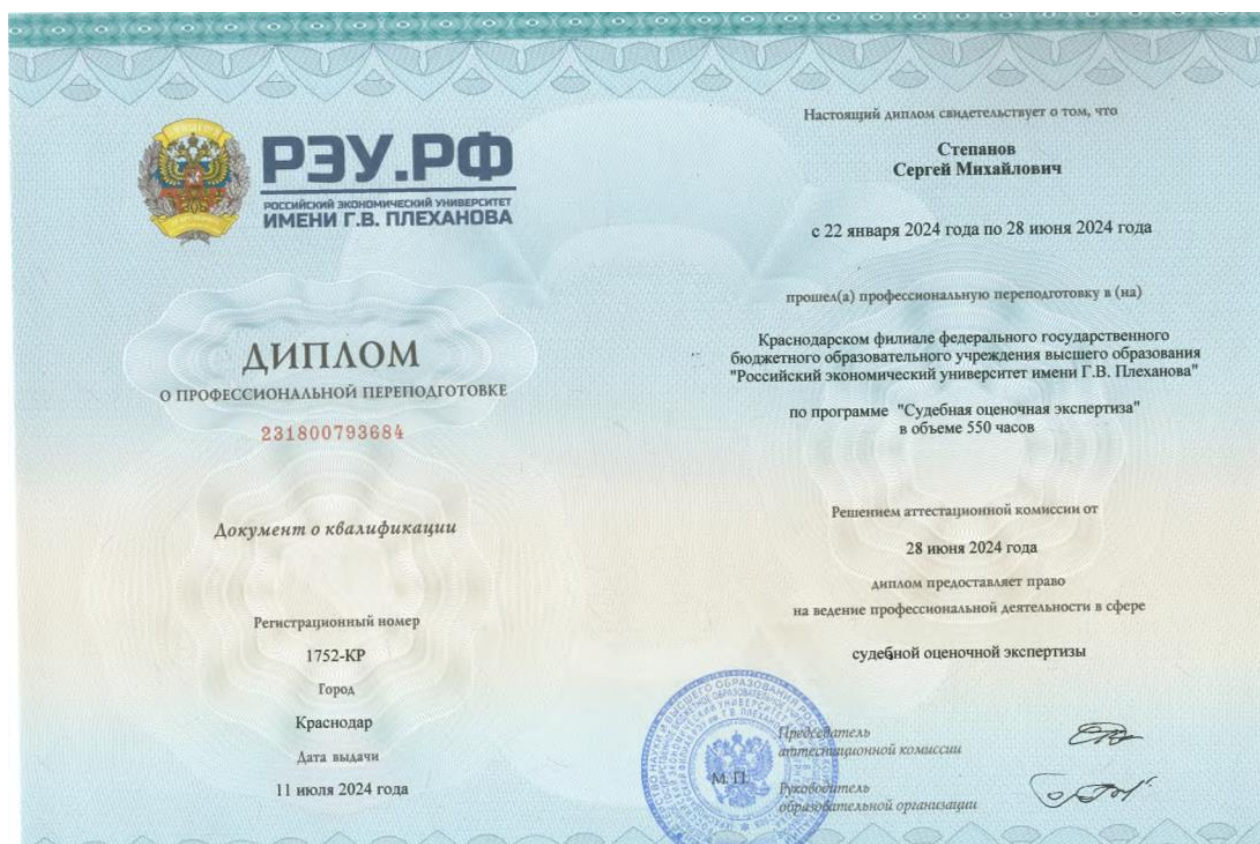 РЭУ.РФ
РОССИЙСКИЙ ЭКОНОМИЧЕСКИЙ УНИВЕРСИТЕТ
ИМЕНИ Г.В. ПЛЕХАНОВА
ДИПЛОМ
О ПРОФЕССИОНАЛЬНОЙ ПЕРЕПОДГОТОВКЕ
231800793684
Документ о квалификации
Регистрационный номер
1752-КР
Город
Краснодар
Дата выдачи
11 июля 2024 года
Настоящий диплом свидетельствует о том, что
Степанов
Сергей Михайлович
с 22 января 2024 года по 28 июня 2024 года
прошел(а) профессиональную переподготовку в (на)
Краснодарском филиале федерального государственного
бюджетного образовательного учреждения высшего образования
"Российский экономический университет имени Г.В. Плеханова"
по программе "Судебная оценочная экспертиза"
в объеме 550 часов
Решением аттестационной комиссии от
28 июня 2024 года
диплом предоставляет право
на ведение профессиональной деятельности в сфере
судебной оценочной экспертизы
Председатель
аттестационной комиссии
М. П.
Руководитель
образовательной организации